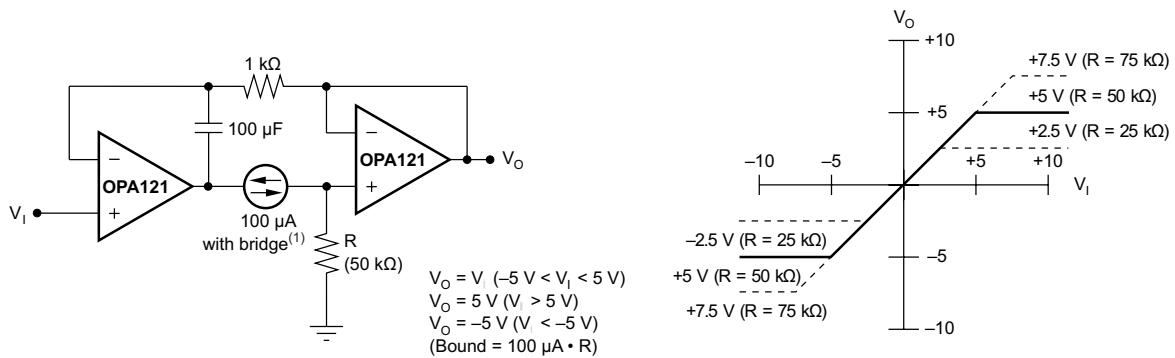 1 kΩ
100 µF
OPA121
OPA121
−
+
−
+
V_I
V_O
100 µA
with bridge(1)
R
(50 kΩ)
V_O = V_I (–5 V < V_I < 5 V)
V_O = 5 V (V_I > 5 V)
V_O = –5 V (V_I < –5 V)
(Bound = 100 µA • R)
V_O
+10
+7.5 V (R = 75 kΩ)
+5
+5 V (R = 50 kΩ)
+2.5 V (R = 25 kΩ)
–10
–5
+5
+10
V_I
–2.5 V (R = 25 kΩ)
–5
+5 V (R = 50 kΩ)
+7.5 V (R = 75 kΩ)
–10